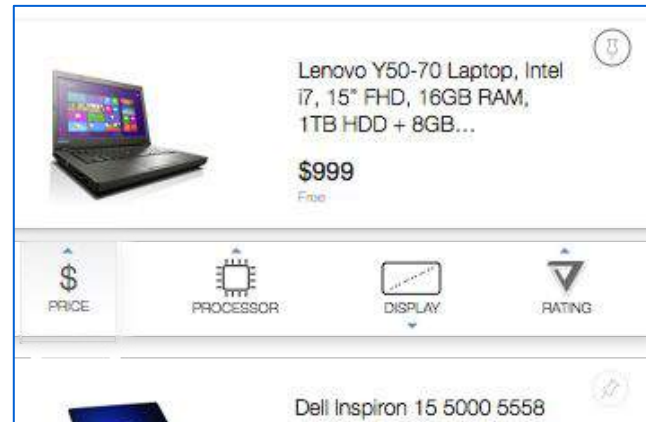 Lenovo Y50-70 Laptop, Intel
i7, 15" FHD, 16GB RAM,
1TB HDD + 8GB...
$999
Free
$
PRICE
PROCESSOR
DISPLAY
RATING
Dell Inspiron 15 5000 5558